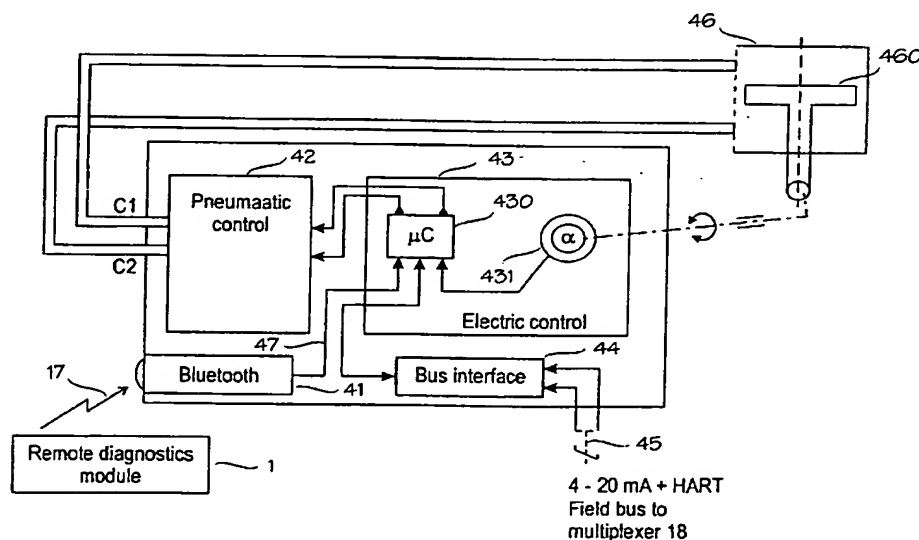 46
460
42
43
C1
Pneumaatic
control
430
μC
α
431
C2
Electric control
47
44
17
Bluetooth
41
Bus interface
45
Remote diagnostics
module
1
4 - 20 mA + HART
Field bus to
multiplexer 18